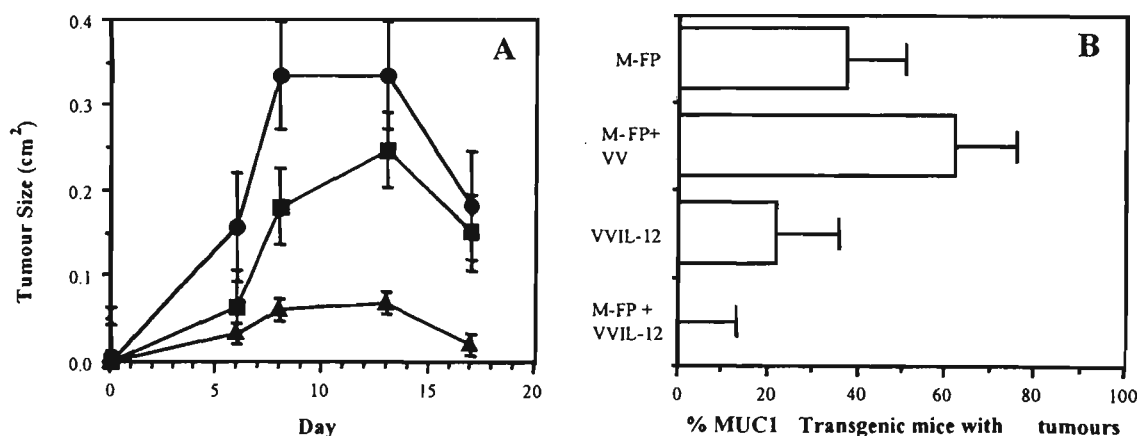 A
Tumour Size (cm2)
0.4
0.3
0.2
0.1
0.0
0 5 10 15 20
Day
B
M-FP
M-FP+
VV
VVIL-12
M-FP +
VVIL-12
0 20 40 60 80 100
% MUC1 Transgenic mice with tumours